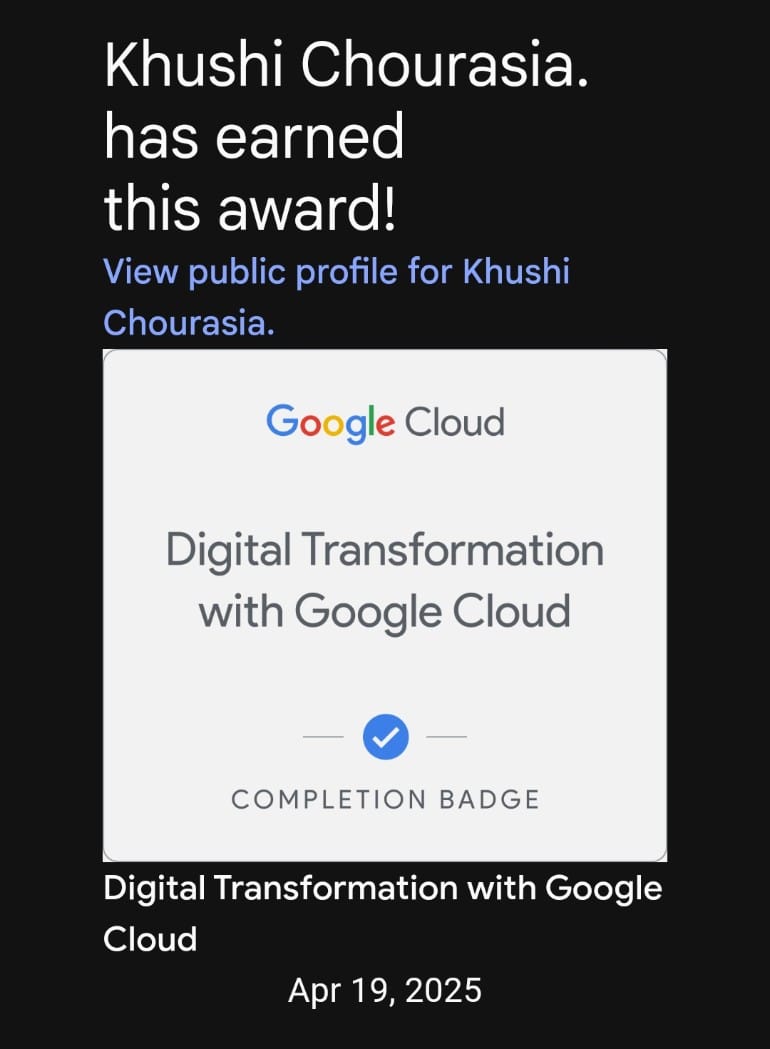 Khushi Chourasia.
has earned
this award!
View public profile for Khushi
Chourasia.
Google Cloud
Digital Transformation
with Google Cloud
COMPLETION BADGE
Digital Transformation with Google
Cloud
Apr 19, 2025